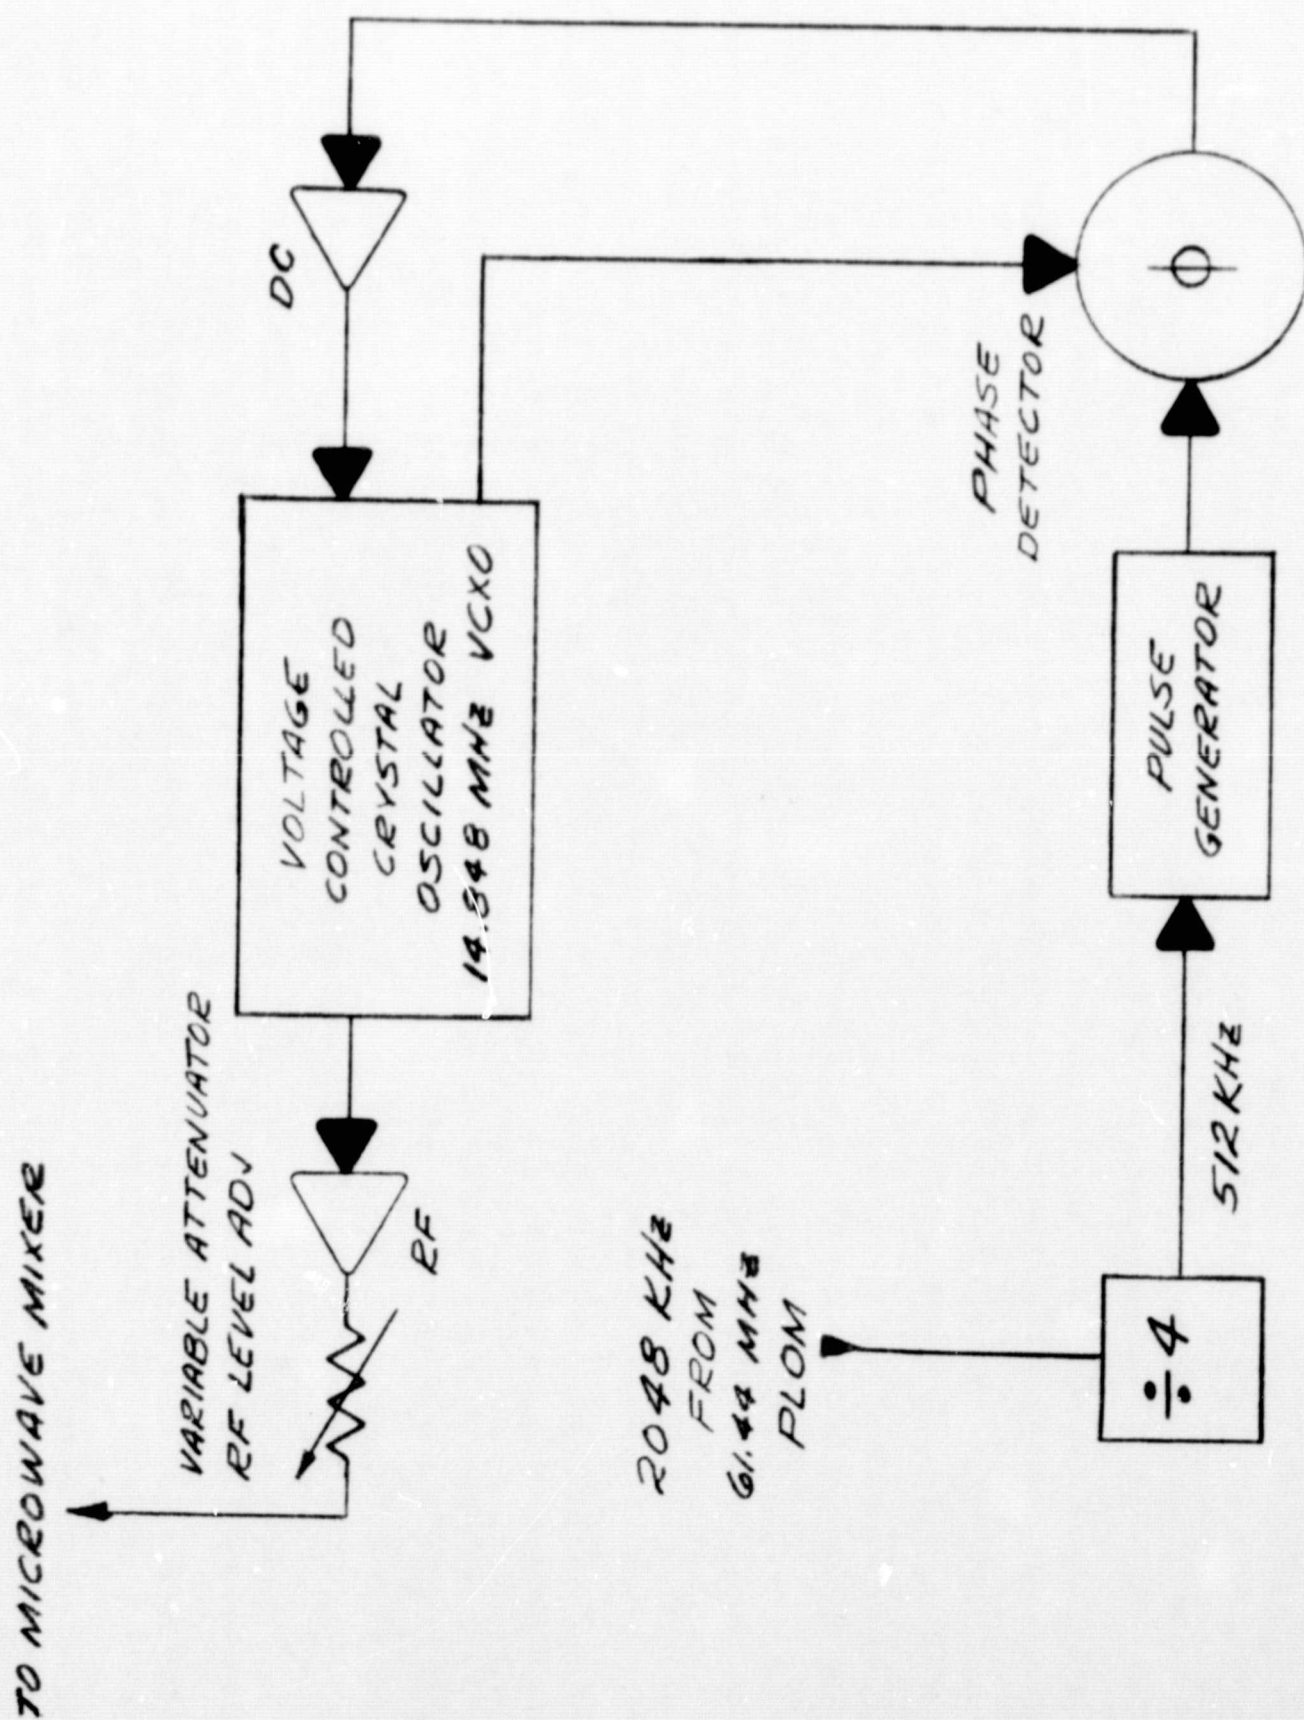 TO MICROWAVE MIXER
VARIABLE ATTENUATOR
RF LEVEL ADJ
RF
VOLTAGE
CONTROLLED
CRYSTAL
OSCILLATOR
14.848 MHz VCXO
DC
2048 KHz
FROM
61.44 MHz
PLOM
PHASE
DETECTOR
ϕ
÷4
512 KHz
PULSE
GENERATOR